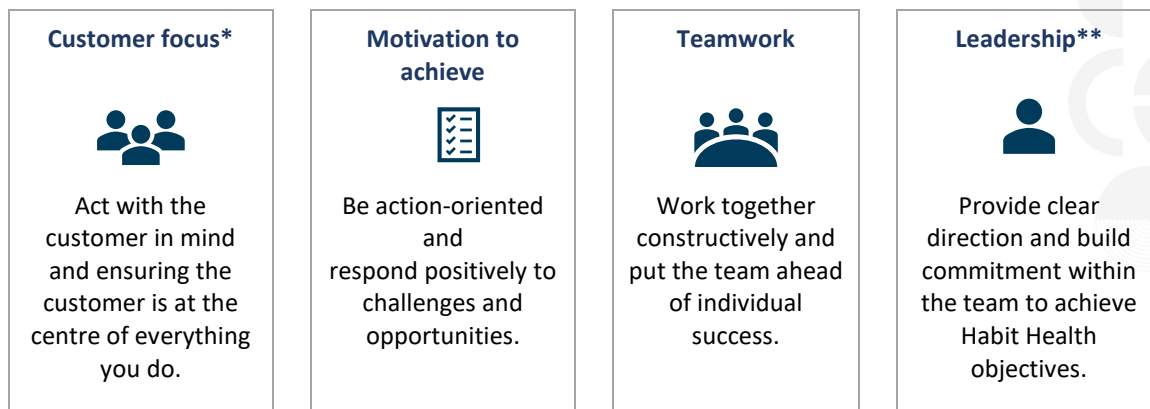 Customer focus*
Act with the
customer in mind
and ensuring the
customer is at the
centre of everything
you do.
Motivation to
achieve
Be action-oriented
and
respond positively to
challenges and
opportunities.
Teamwork
Work together
constructively and
put the team ahead
of individual
success.
Leadership**
Provide clear
direction and build
commitment within
the team to achieve
Habit Health
objectives.